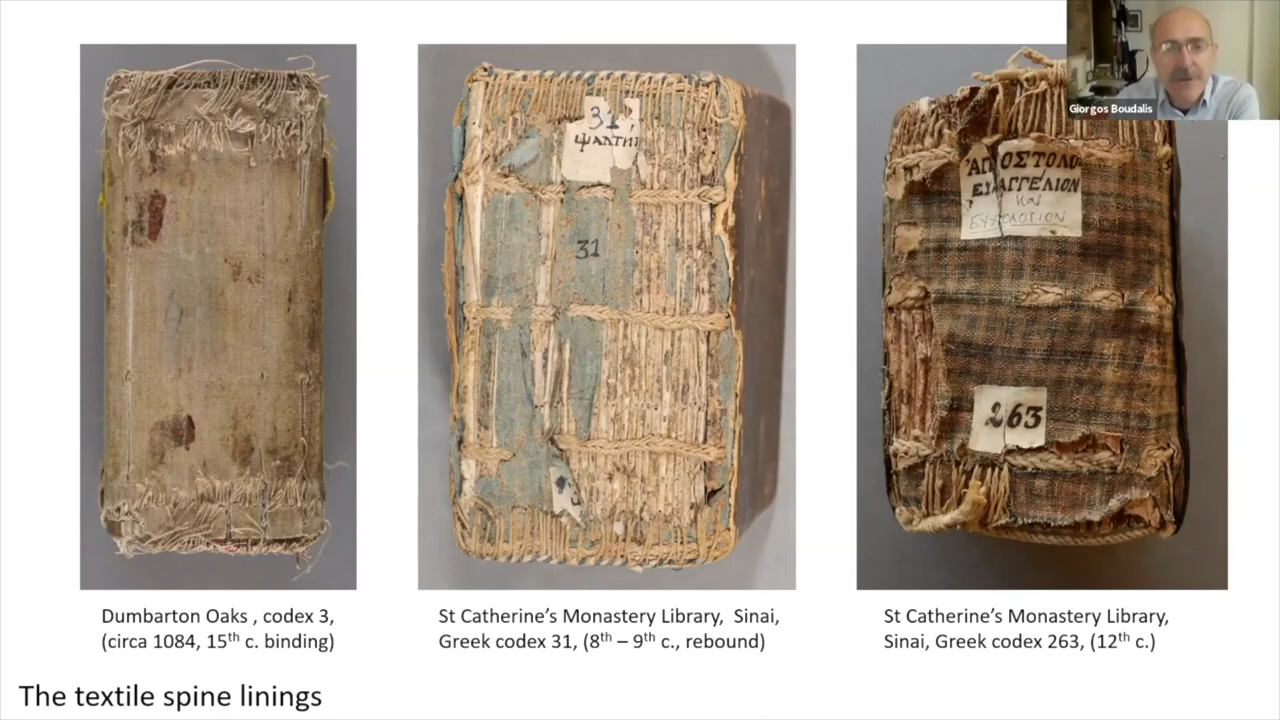 Giorgos Boudalis
31,
ΨΑΛΤΗΙ
31
ΑΠΟΣΤΟΛΟ
ΕΥΑΓΓΕΛΙΟΝ
και
ΕΥΧΟΛΟΓΙΟΝ
263
Dumbarton Oaks , codex 3,
(circa 1084, 15th c. binding)
St Catherine’s Monastery Library, Sinai,
Greek codex 31, (8th – 9th c., rebound)
St Catherine’s Monastery Library,
Sinai, Greek codex 263, (12th c.)
The textile spine linings